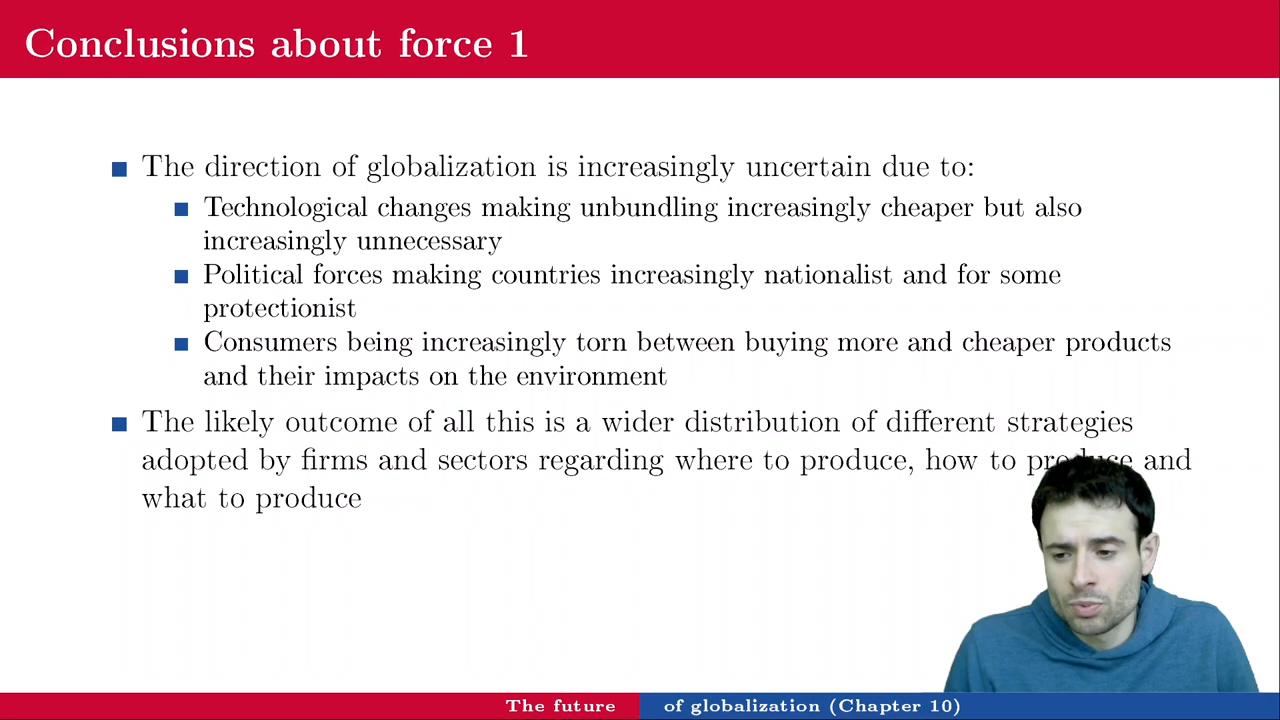 Conclusions about force 1
The direction of globalization is increasingly uncertain due to:
Technological changes making unbundling increasingly cheaper but also
increasingly unnecessary
Political forces making countries increasingly nationalist and for some
protectionist
Consumers being increasingly torn between buying more and cheaper products
and their impacts on the environment
The likely outcome of all this is a wider distribution of different strategies
adopted by firms and sectors regarding where to produce, how to produce and
what to produce
The future of globalization (Chapter 10)